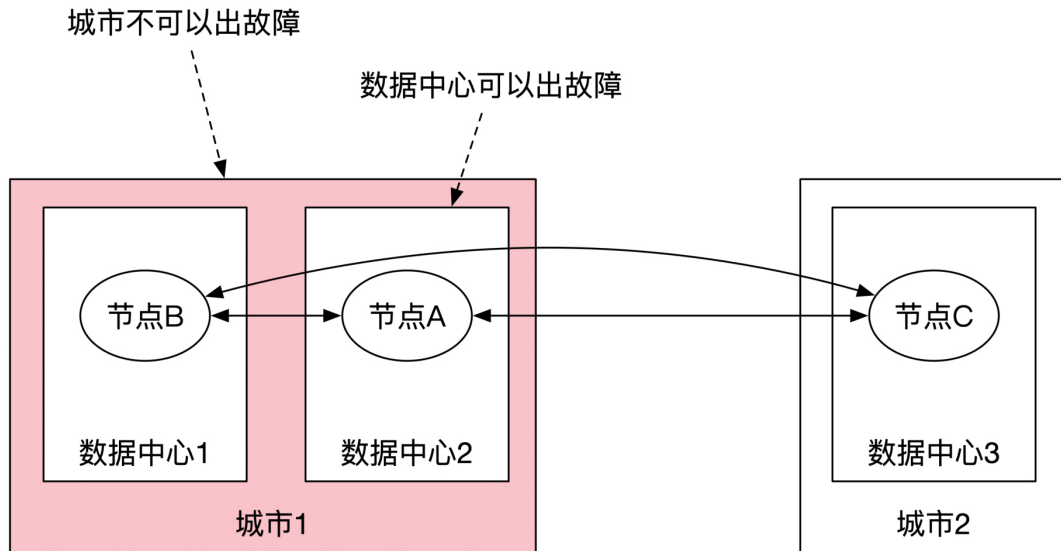 城市不可以出故障
数据中心可以出故障
节点B
节点A
节点C
数据中心1
数据中心2
数据中心3
城市1
城市2